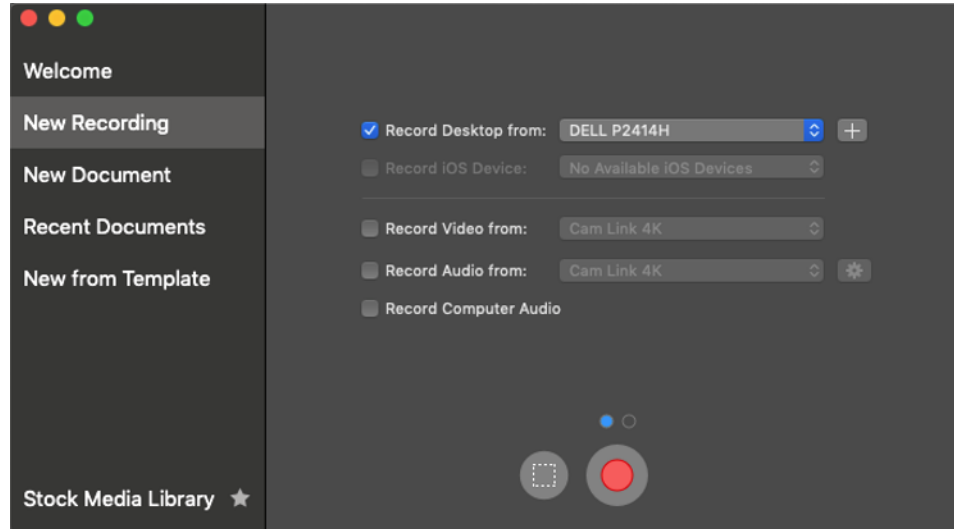 Welcome
New Recording
New Document
Recent Documents
New from Template
Stock Media Library
Record Desktop from: DELL P2414H
Record iOS Device: No Available iOS Devices
Record Video from: Cam Link 4K
Record Audio from: Cam Link 4K
Record Computer Audio